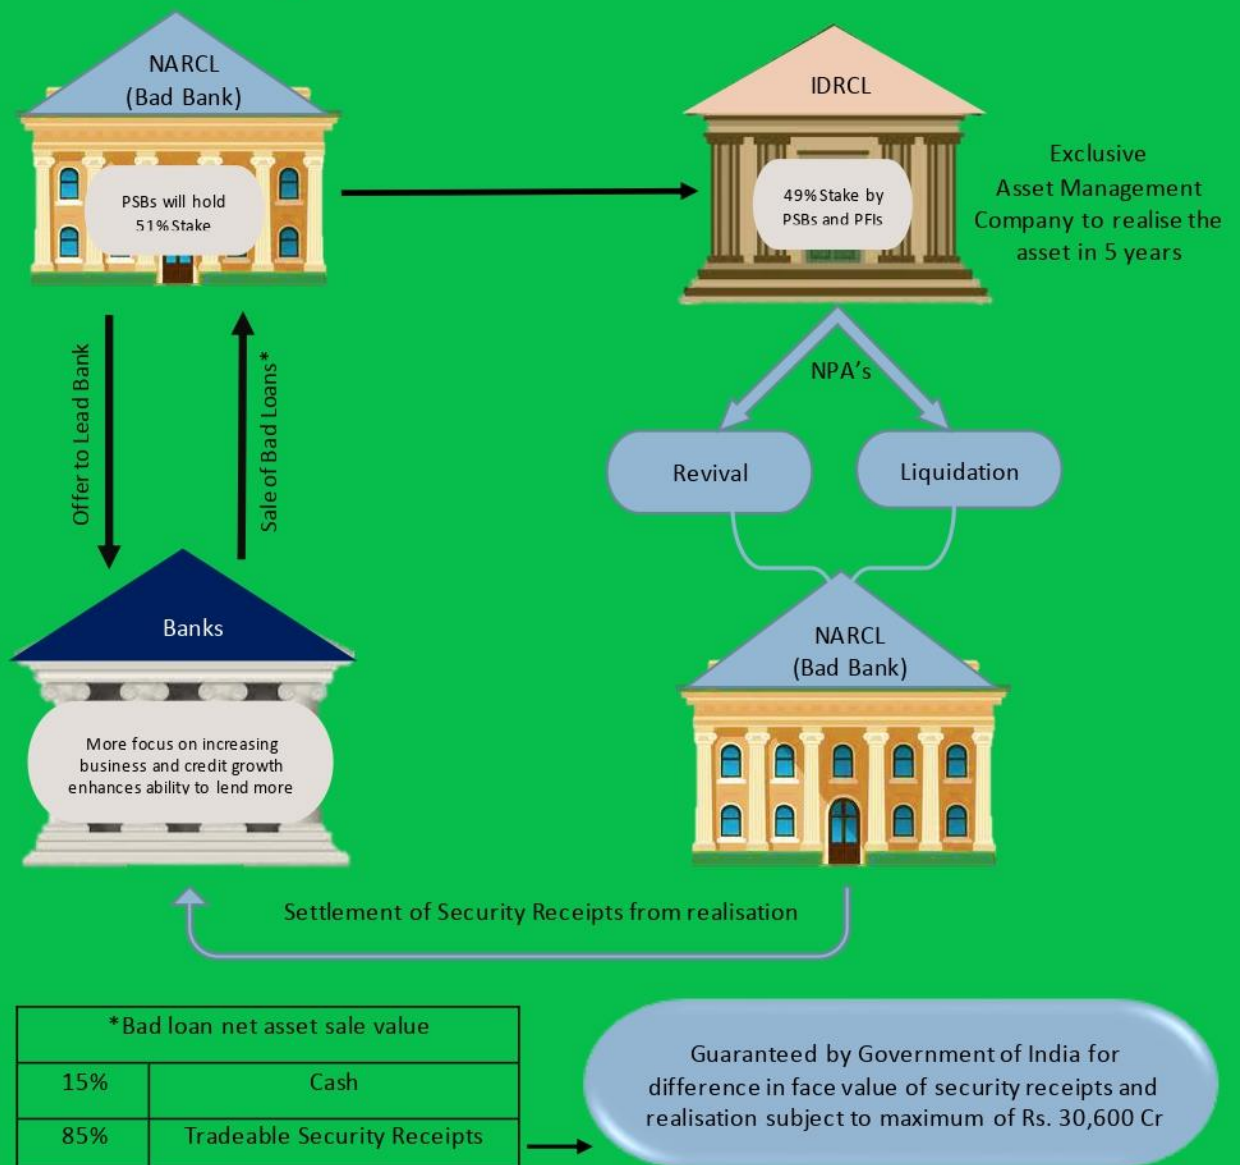 NARCL
(Bad Bank)
PSBs will hold
51% Stake
IDRCL
49% Stake by
PSBs and PFIs
Exclusive
Asset Management
Company to realise the
asset in 5 years
Offer to Lead Bank
Sale of Bad Loans*
NPA's
Revival
Liquidation
Banks
More focus on increasing
business and credit growth
enhances ability to lend more
NARCL
(Bad Bank)
Settlement of Security Receipts from realisation
*Bad loan net asset sale value
15% Cash
85% Tradeable Security Receipts
Guaranteed by Government of India for
difference in face value of security receipts and
realisation subject to maximum of Rs. 30,600 Cr